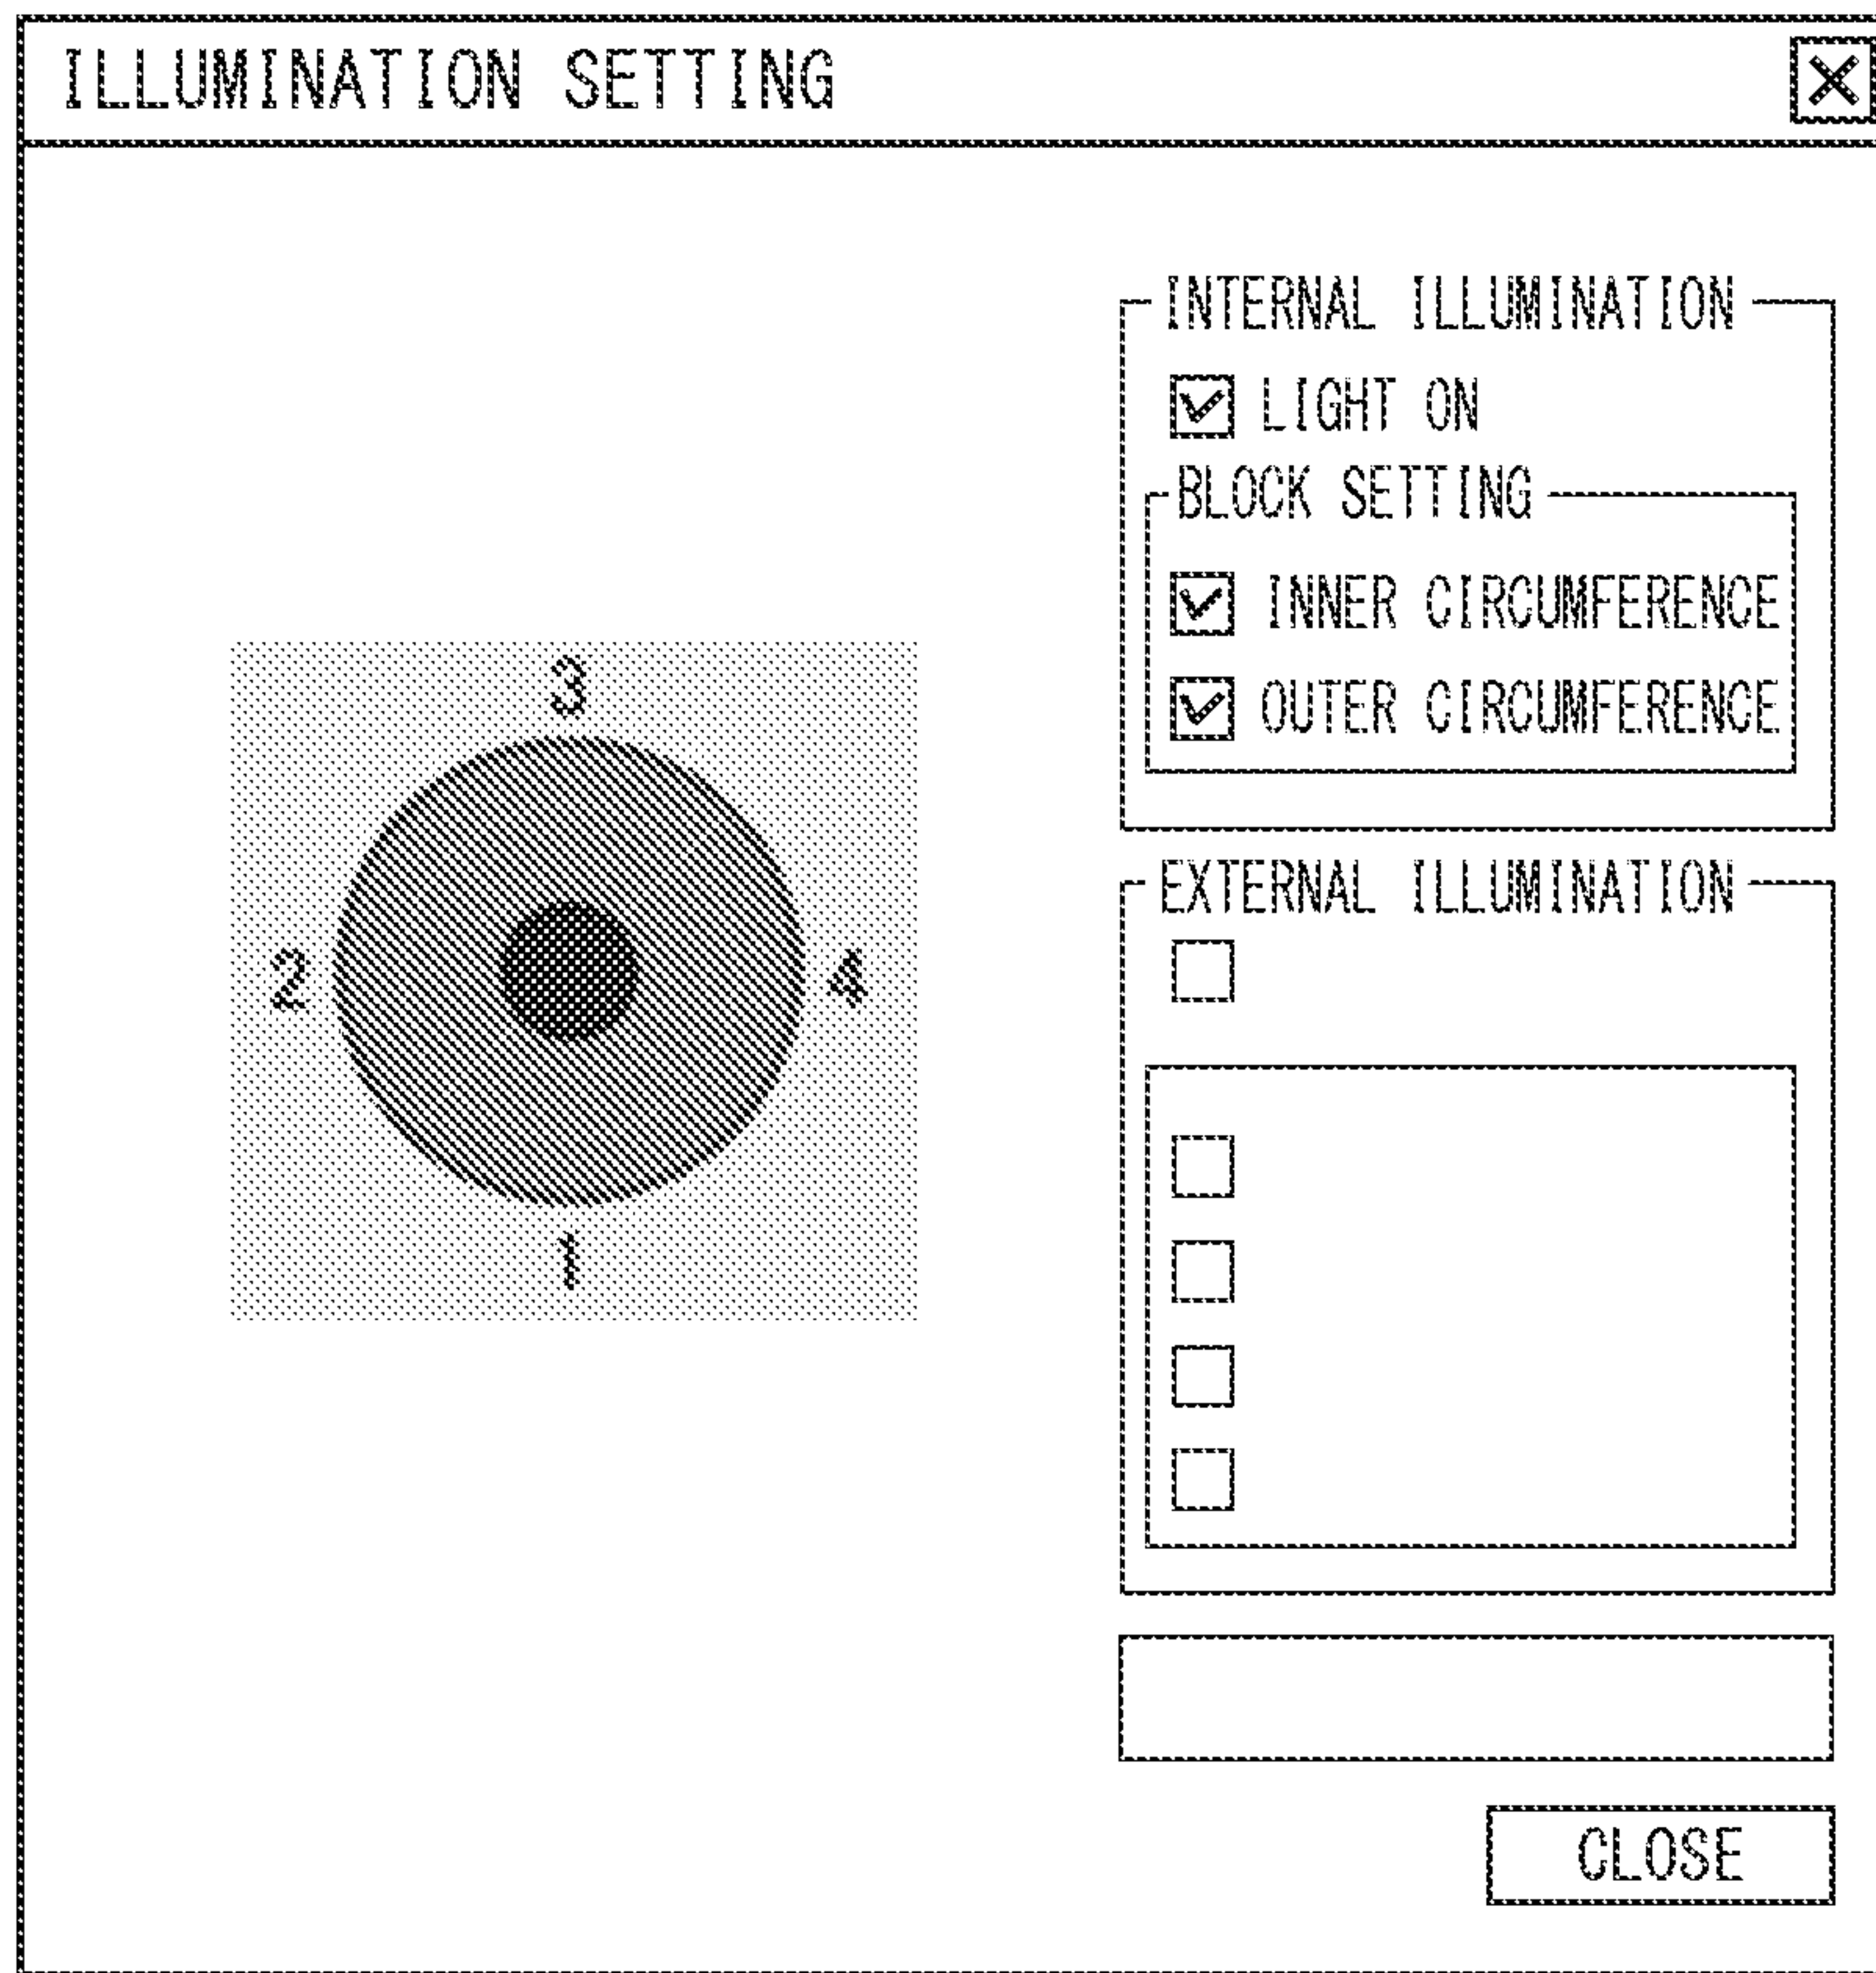 ILLUMINATION SETTING
INTERNAL ILLUMINATION
LIGHT ON
BLOCK SETTING
INNER CIRCUMFERENCE
OUTER CIRCUMFERENCE
3
2 4
1
EXTERNAL ILLUMINATION
CLOSE